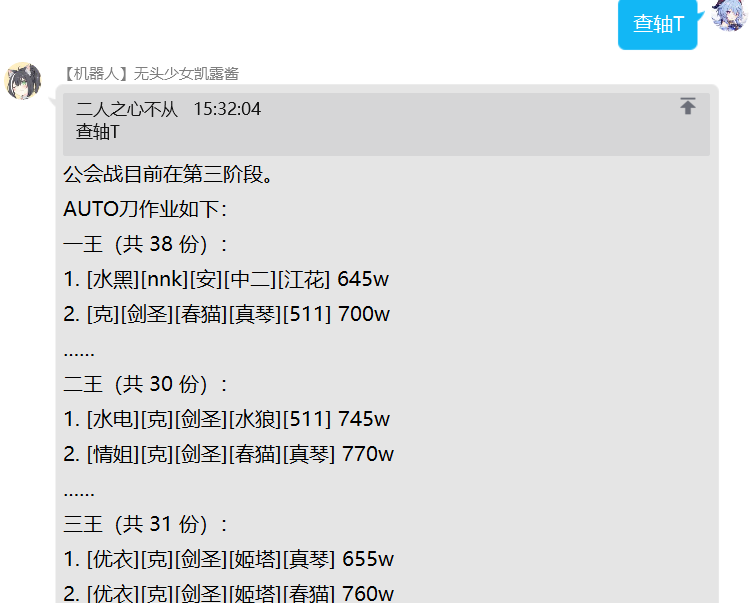 查轴T
【机器人】无头少女凯露酱
二人之心不从 15:32:04
查轴T
公会战目前在第三阶段。
AUTO刀作业如下：
一王（共 38 份）：
1. [水黑][nnk][安][中二][江花] 645w
2. [克][剑圣][春猫][真琴][511] 700w
......
二王（共 30 份）：
1. [水电][克][剑圣][水狼][511] 745w
2. [情姐][克][剑圣][春猫][真琴] 770w
......
三王（共 31 份）：
1. [优衣][克][剑圣][姬塔][真琴] 655w
2. [优衣][克][剑圣][姬塔][春猫] 760w